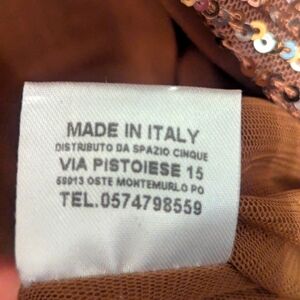 MADE IN ITALY
DISTRIBUTO DA SPAZIO CINQUE
VIA PISTOIESE 15
59013 OSTE MONTEMURLO PO
TEL.0574798559